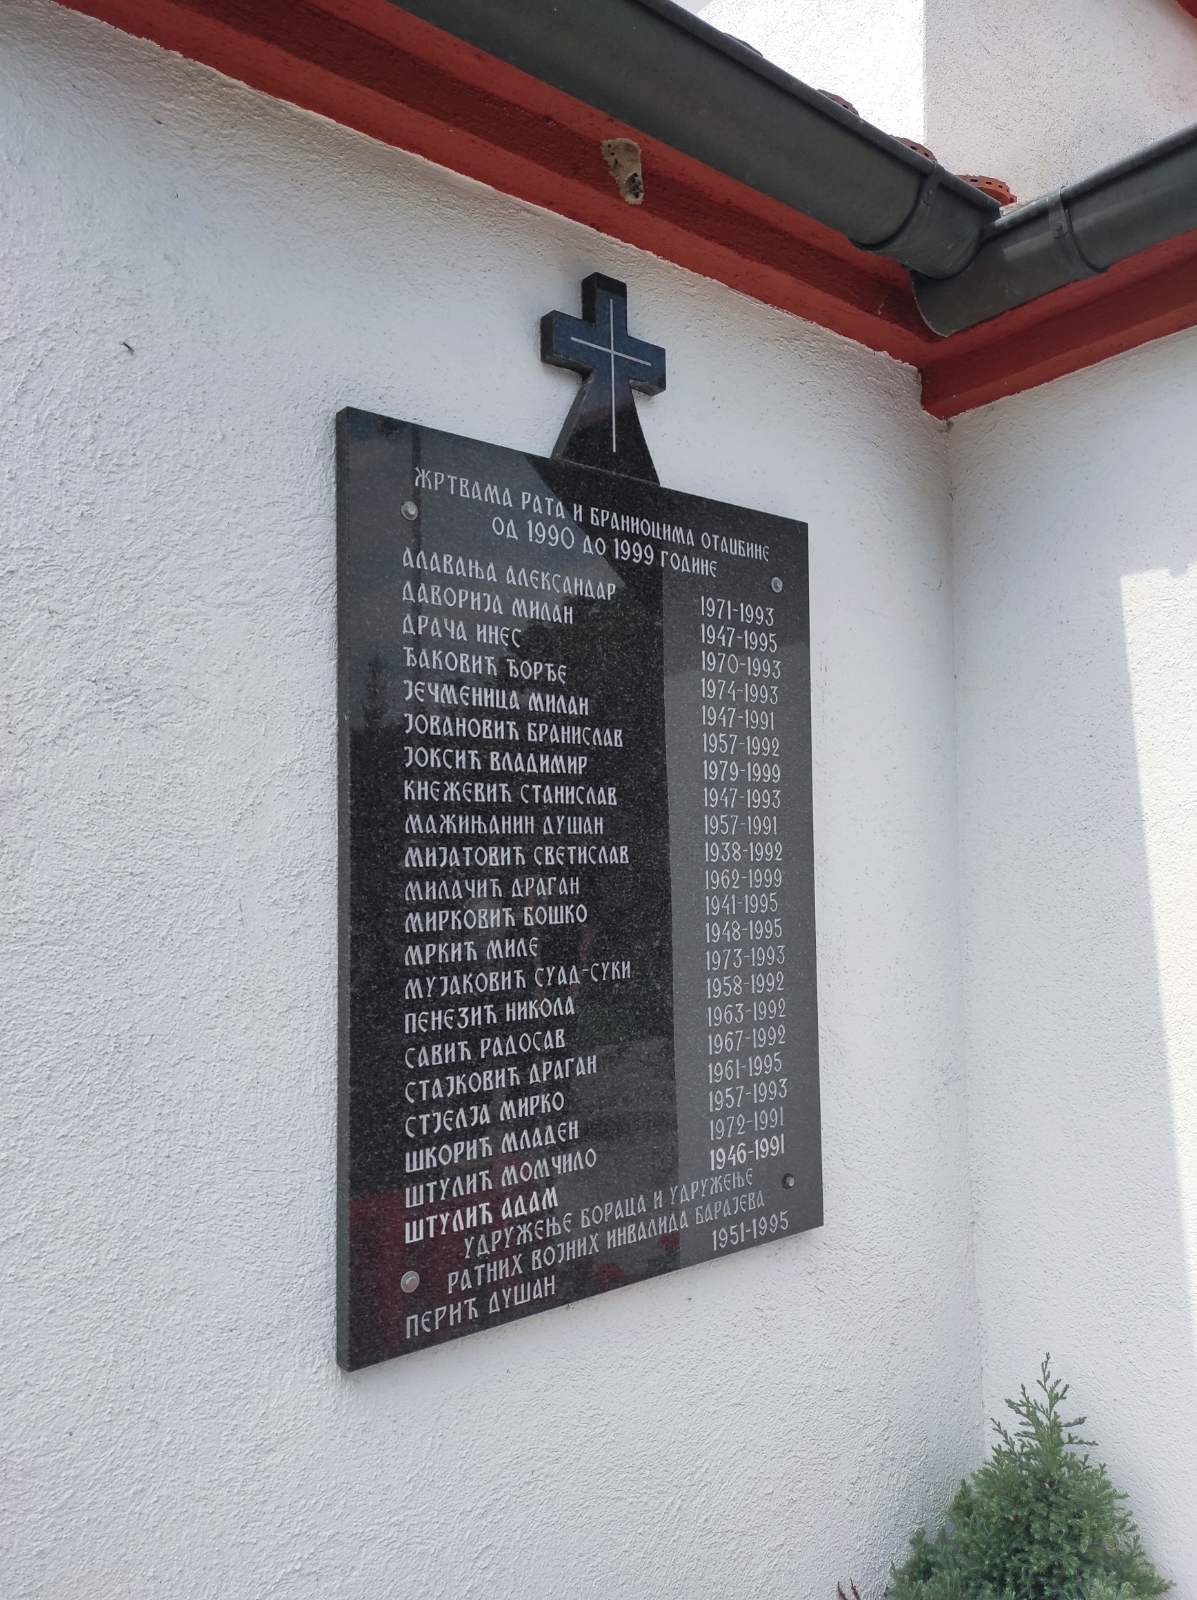 ЖРТВАМА РАТА И БРАНИОЦИМА ОТАЏБИНЕ
ОД 1990 ДО 1999 ГОДИНЕ
АЛАВАЊА АЛЕКСАНДАР 1971-1993
ДАВОРИЈА МИЛАН 1947-1995
ДРАЧА ИНЕС 1970-1993
ЂАКОВИЋ ЂОРЂЕ 1974-1993
ЈЕЧМЕНИЦА МИЛАН 1947-1991
ЈОВАНОВИЋ БРАНИСЛАВ 1957-1992
ЈОКСИЋ ВЛАДИМИР 1979-1999
КНЕЖЕВИЋ СТАНИСЛАВ 1947-1993
МАЖИЊАНИН ДУШАН 1957-1991
МИЈАТОВИЋ СВЕТИСЛАВ 1938-1992
МИЛАЧИЋ ДРАГАН 1962-1999
МИРКОВИЋ БОШКО 1941-1995
МРКИЋ МИЛЕ 1948-1995
МУЈАКОВИЋ СУАД-СУКИ 1973-1993
ПЕНЕЗИЋ НИКОЛА 1958-1992
САВИЋ РАДОСАВ 1963-1992
СТАЈКОВИЋ ДРАГАН 1967-1992
СТЈЕЛЈА МИРКО 1961-1995
ШКОРИЋ МЛАДЕН 1957-1993
ШТУЛИЋ МОМЧИЛО 1972-1991
ШТУЛИЋ АДАМ 1946-1991
УДРУЖЕЊЕ БОРАЦА И УДРУЖЕЊЕ
РАТНИХ ВОЈНИХ ИНВАЛИДА БАРАЈЕВА
ПЕРИЋ ДУШАН 1951-1995